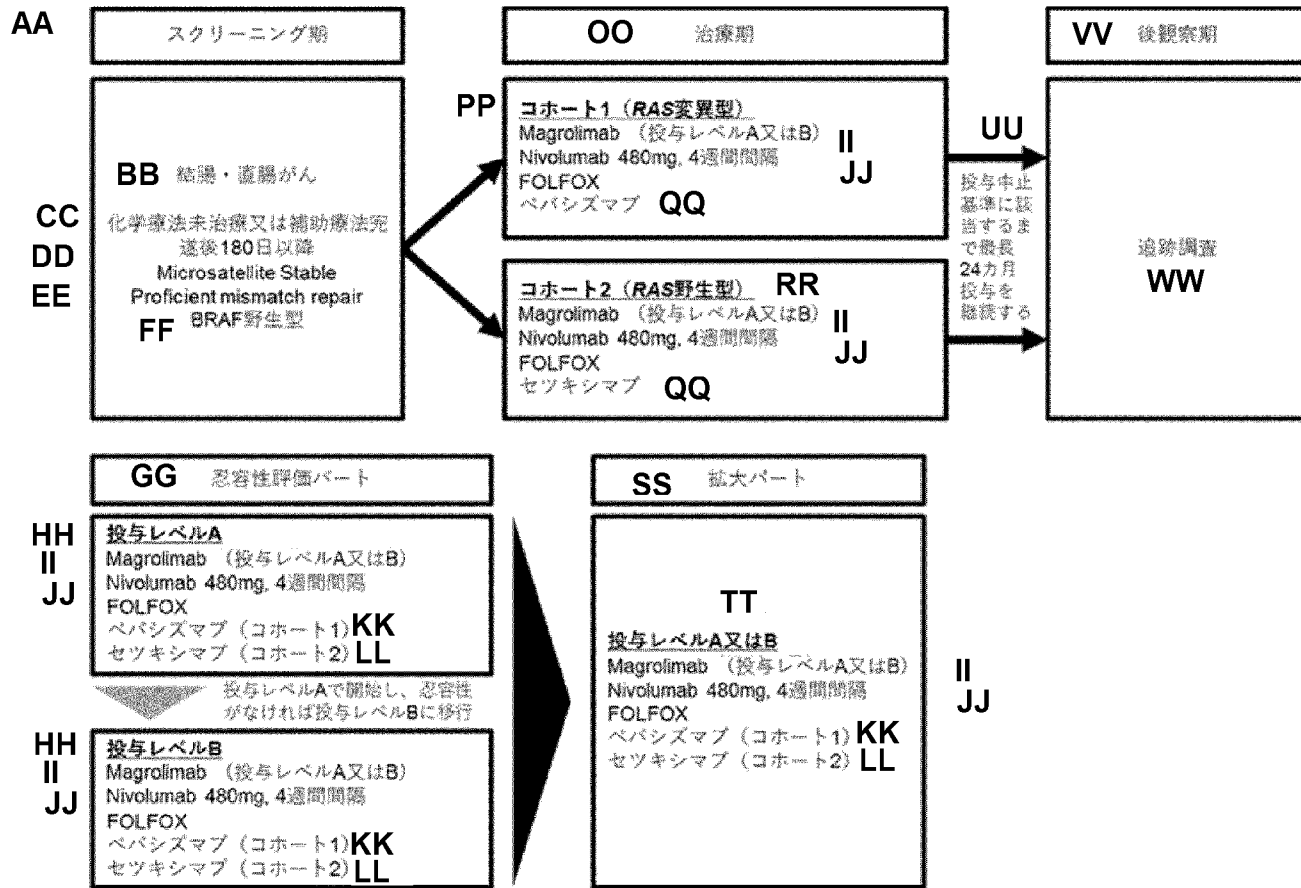 AA
スクリーニング期
OO 治療期
VV 後観察期
BB 結腸・直腸がん
CC
DD
EE
化学療法未治療又は補助療法完
遂後180日以降
Microsatellite Stable
Proficient mismatch repair
FF BRAF野生型
PP
コホート1（RAS変異型）
Magrolimab （投与レベルA又はB）
Nivolumab 480mg, 4週間間隔
FOLFOX
ベバシズマブ QQ
II
JJ
コホート2（RAS野生型） RR
Magrolimab （投与レベルA又はB）
Nivolumab 480mg, 4週間間隔
FOLFOX
セツキシマブ QQ
II
JJ
UU
投与中止
基準に該
当するま
で最長
24カ月
投与を
継続する
追跡調査
WW
GG 忍容性評価パート
HH
II
JJ
投与レベルA
Magrolimab （投与レベルA又はB）
Nivolumab 480mg, 4週間間隔
FOLFOX
ベバシズマブ（コホート1）KK
セツキシマブ（コホート2）LL
投与レベルAで開始し、忍容性
がなければ投与レベルBに移行
HH
II
JJ
投与レベルB
Magrolimab （投与レベルA又はB）
Nivolumab 480mg, 4週間間隔
FOLFOX
ベバシズマブ（コホート1）KK
セツキシマブ（コホート2）LL
SS 拡大パート
TT
投与レベルA又はB
Magrolimab （投与レベルA又はB）
Nivolumab 480mg, 4週間間隔
FOLFOX
ベバシズマブ（コホート1）KK
セツキシマブ（コホート2）LL
II
JJ